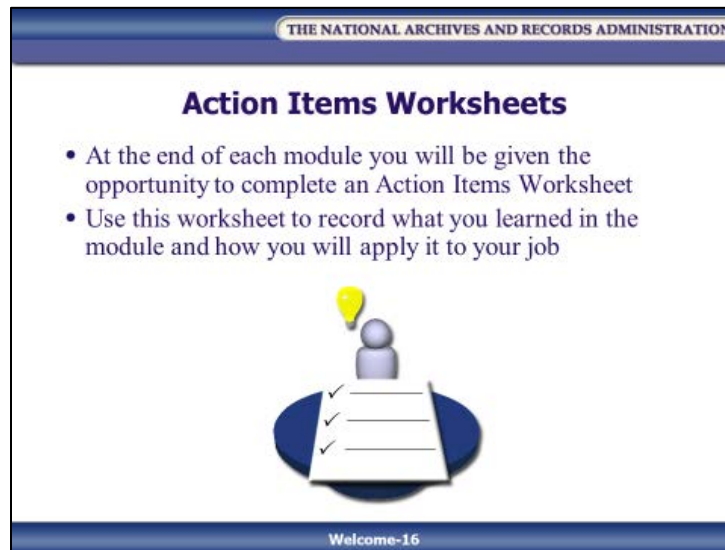 THE NATIONAL ARCHIVES AND RECORDS ADMINISTRATION
Action Items Worksheets
• At the end of each module you will be given the
opportunity to complete an Action Items Worksheet
• Use this worksheet to record what you learned in the
module and how you will apply it to your job
Welcome-16